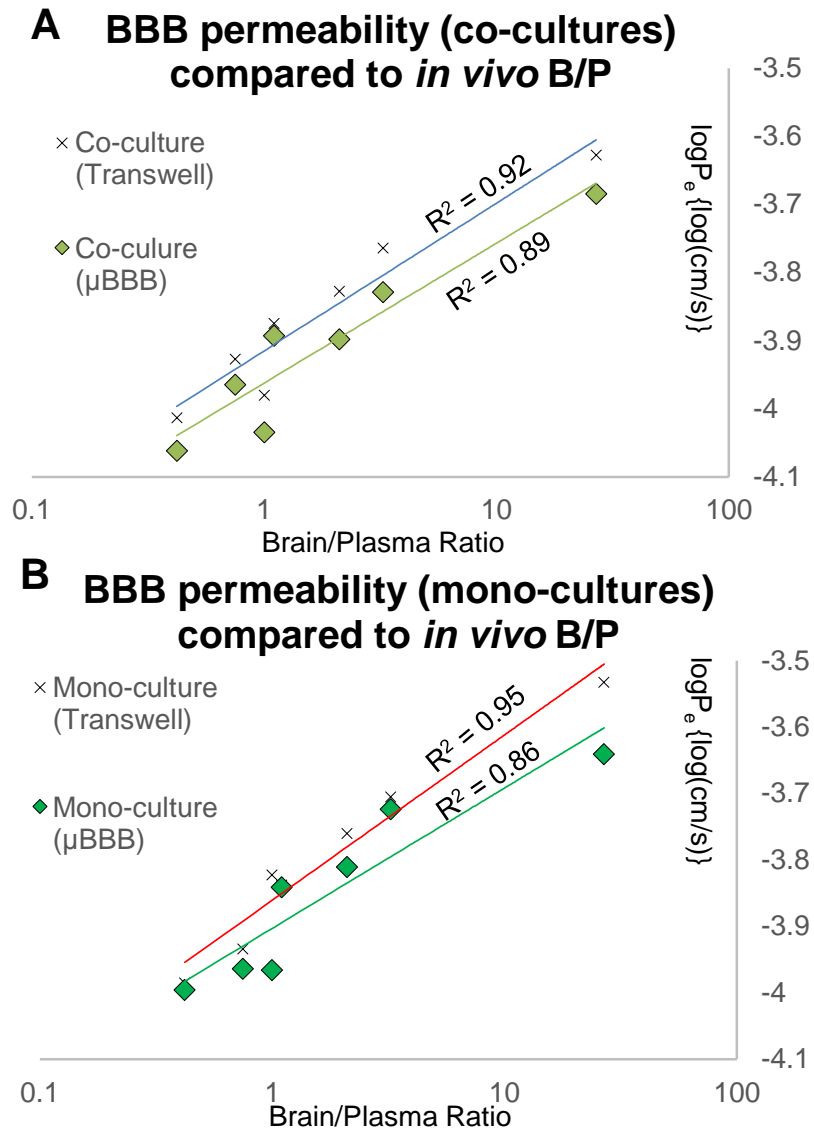 A
BBB permeability (co-cultures)
compared to in vivo B/P
Co-culture
(Transwell)
Co-culure
(µBBB)
R² = 0.92
R² = 0.89
logPe {log(cm/s)}
-3.5
-3.6
-3.7
-3.8
-3.9
-4
-4.1
0.1
1
10
100
Brain/Plasma Ratio
B
BBB permeability (mono-cultures)
compared to in vivo B/P
Mono-culture
(Transwell)
Mono-culture
(µBBB)
R² = 0.95
R² = 0.86
logPe {log(cm/s)}
-3.5
-3.6
-3.7
-3.8
-3.9
-4
-4.1
0.1
1
10
100
Brain/Plasma Ratio